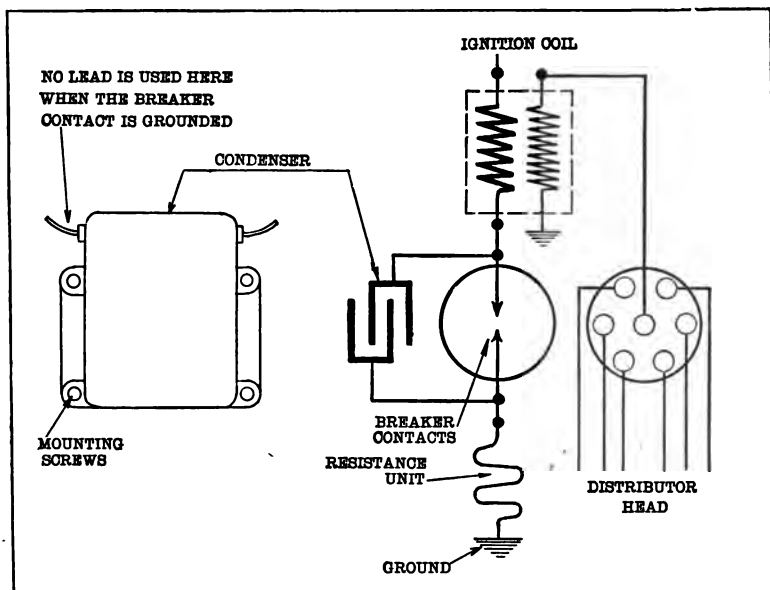 IGNITION COIL
NO LEAD IS USED HERE
WHEN THE BREAKER
CONTACT IS GROUNDED
CONDENSER
BREAKER
CONTACTS
MOUNTING
SCREWS
RESISTANCE
UNIT
DISTRIBUTOR
HEAD
GROUND